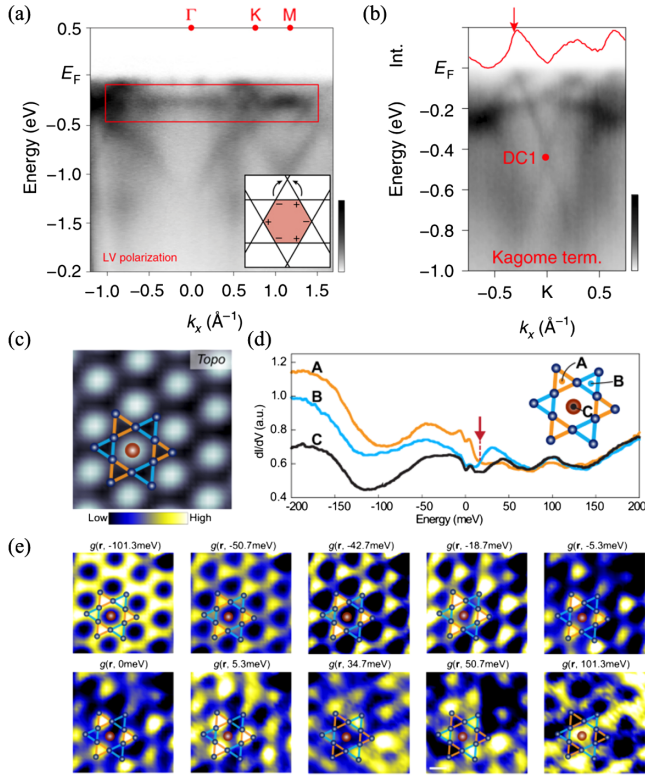 (a)
Γ K M
0.5
E_F
−0.5
−1.0
−1.5
−0.2
Energy (eV)
LV polarization
− +
+ −
− +
−1.0 −0.5 0.0 0.5 1.0 1.5
k_x (Å⁻¹)
(b)
Int.
E_F
−0.2
−0.4
−0.6
−0.8
−1.0
Energy (eV)
DC1
Kagome term.
−0.5 K 0.5
k_x (Å⁻¹)
(c)
Topo
Low High
(d)
1.2
1.0
0.8
0.6
0.4
dI/dV (a.u.)
A
B
C
A
B
C
−200 −150 −100 −50 0 50 100 150 200
Energy (meV)
(e)
g(r, -101.3meV) g(r, -50.7meV) g(r, -42.7meV) g(r, -18.7meV) g(r, -5.3meV)
g(r, 0meV) g(r, 5.3meV) g(r, 34.7meV) g(r, 50.7meV) g(r, 101.3meV)